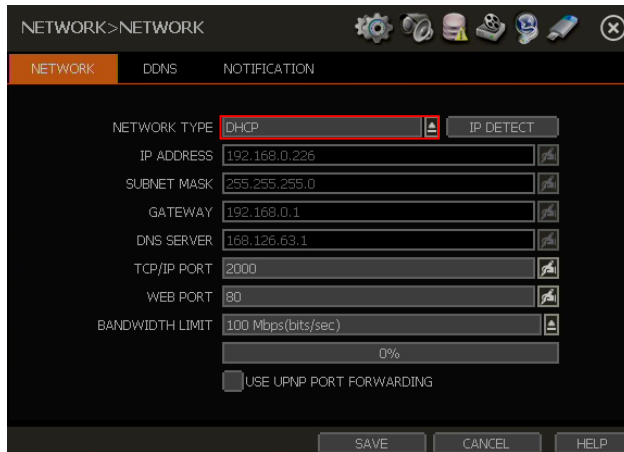 NETWORK>NETWORK
NETWORK DDNS NOTIFICATION
NETWORK TYPE DHCP IP DETECT
IP ADDRESS 192.168.0.226
SUBNET MASK 255.255.255.0
GATEWAY 192.168.0.1
DNS SERVER 168.126.63.1
TCP/IP PORT 2000
WEB PORT 80
BANDWIDTH LIMIT 100 Mbps(bits/sec)
0%
USE UPNP PORT FORWARDING
SAVE CANCEL HELP